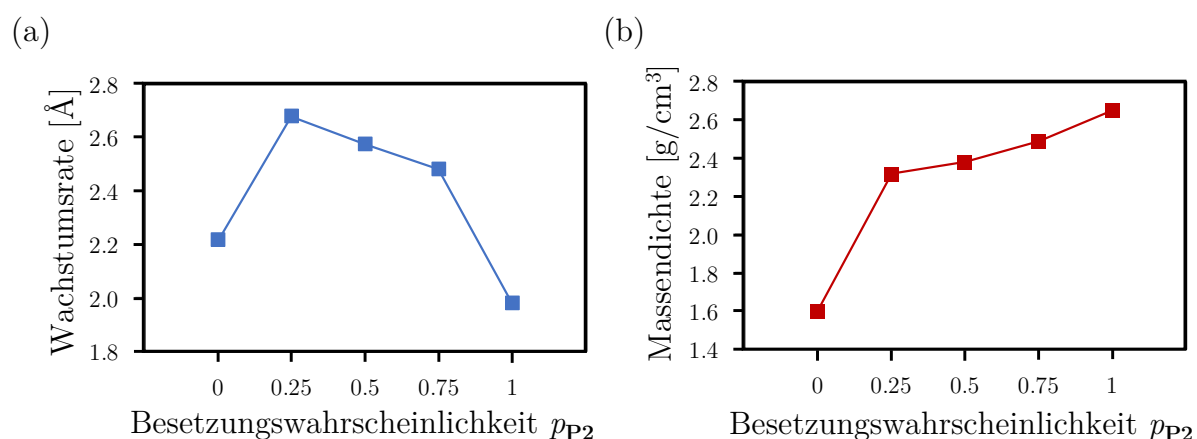 (a)
Wachstumsrate [Å]
2.8
2.6
2.4
2.2
2.0
1.8
0 0.25 0.5 0.75 1
Besetzungswahrscheinlichkeit p_P2
(b)
Massendichte [g/cm³]
2.8
2.6
2.4
2.2
2.0
1.8
1.6
1.4
0 0.25 0.5 0.75 1
Besetzungswahrscheinlichkeit p_P2